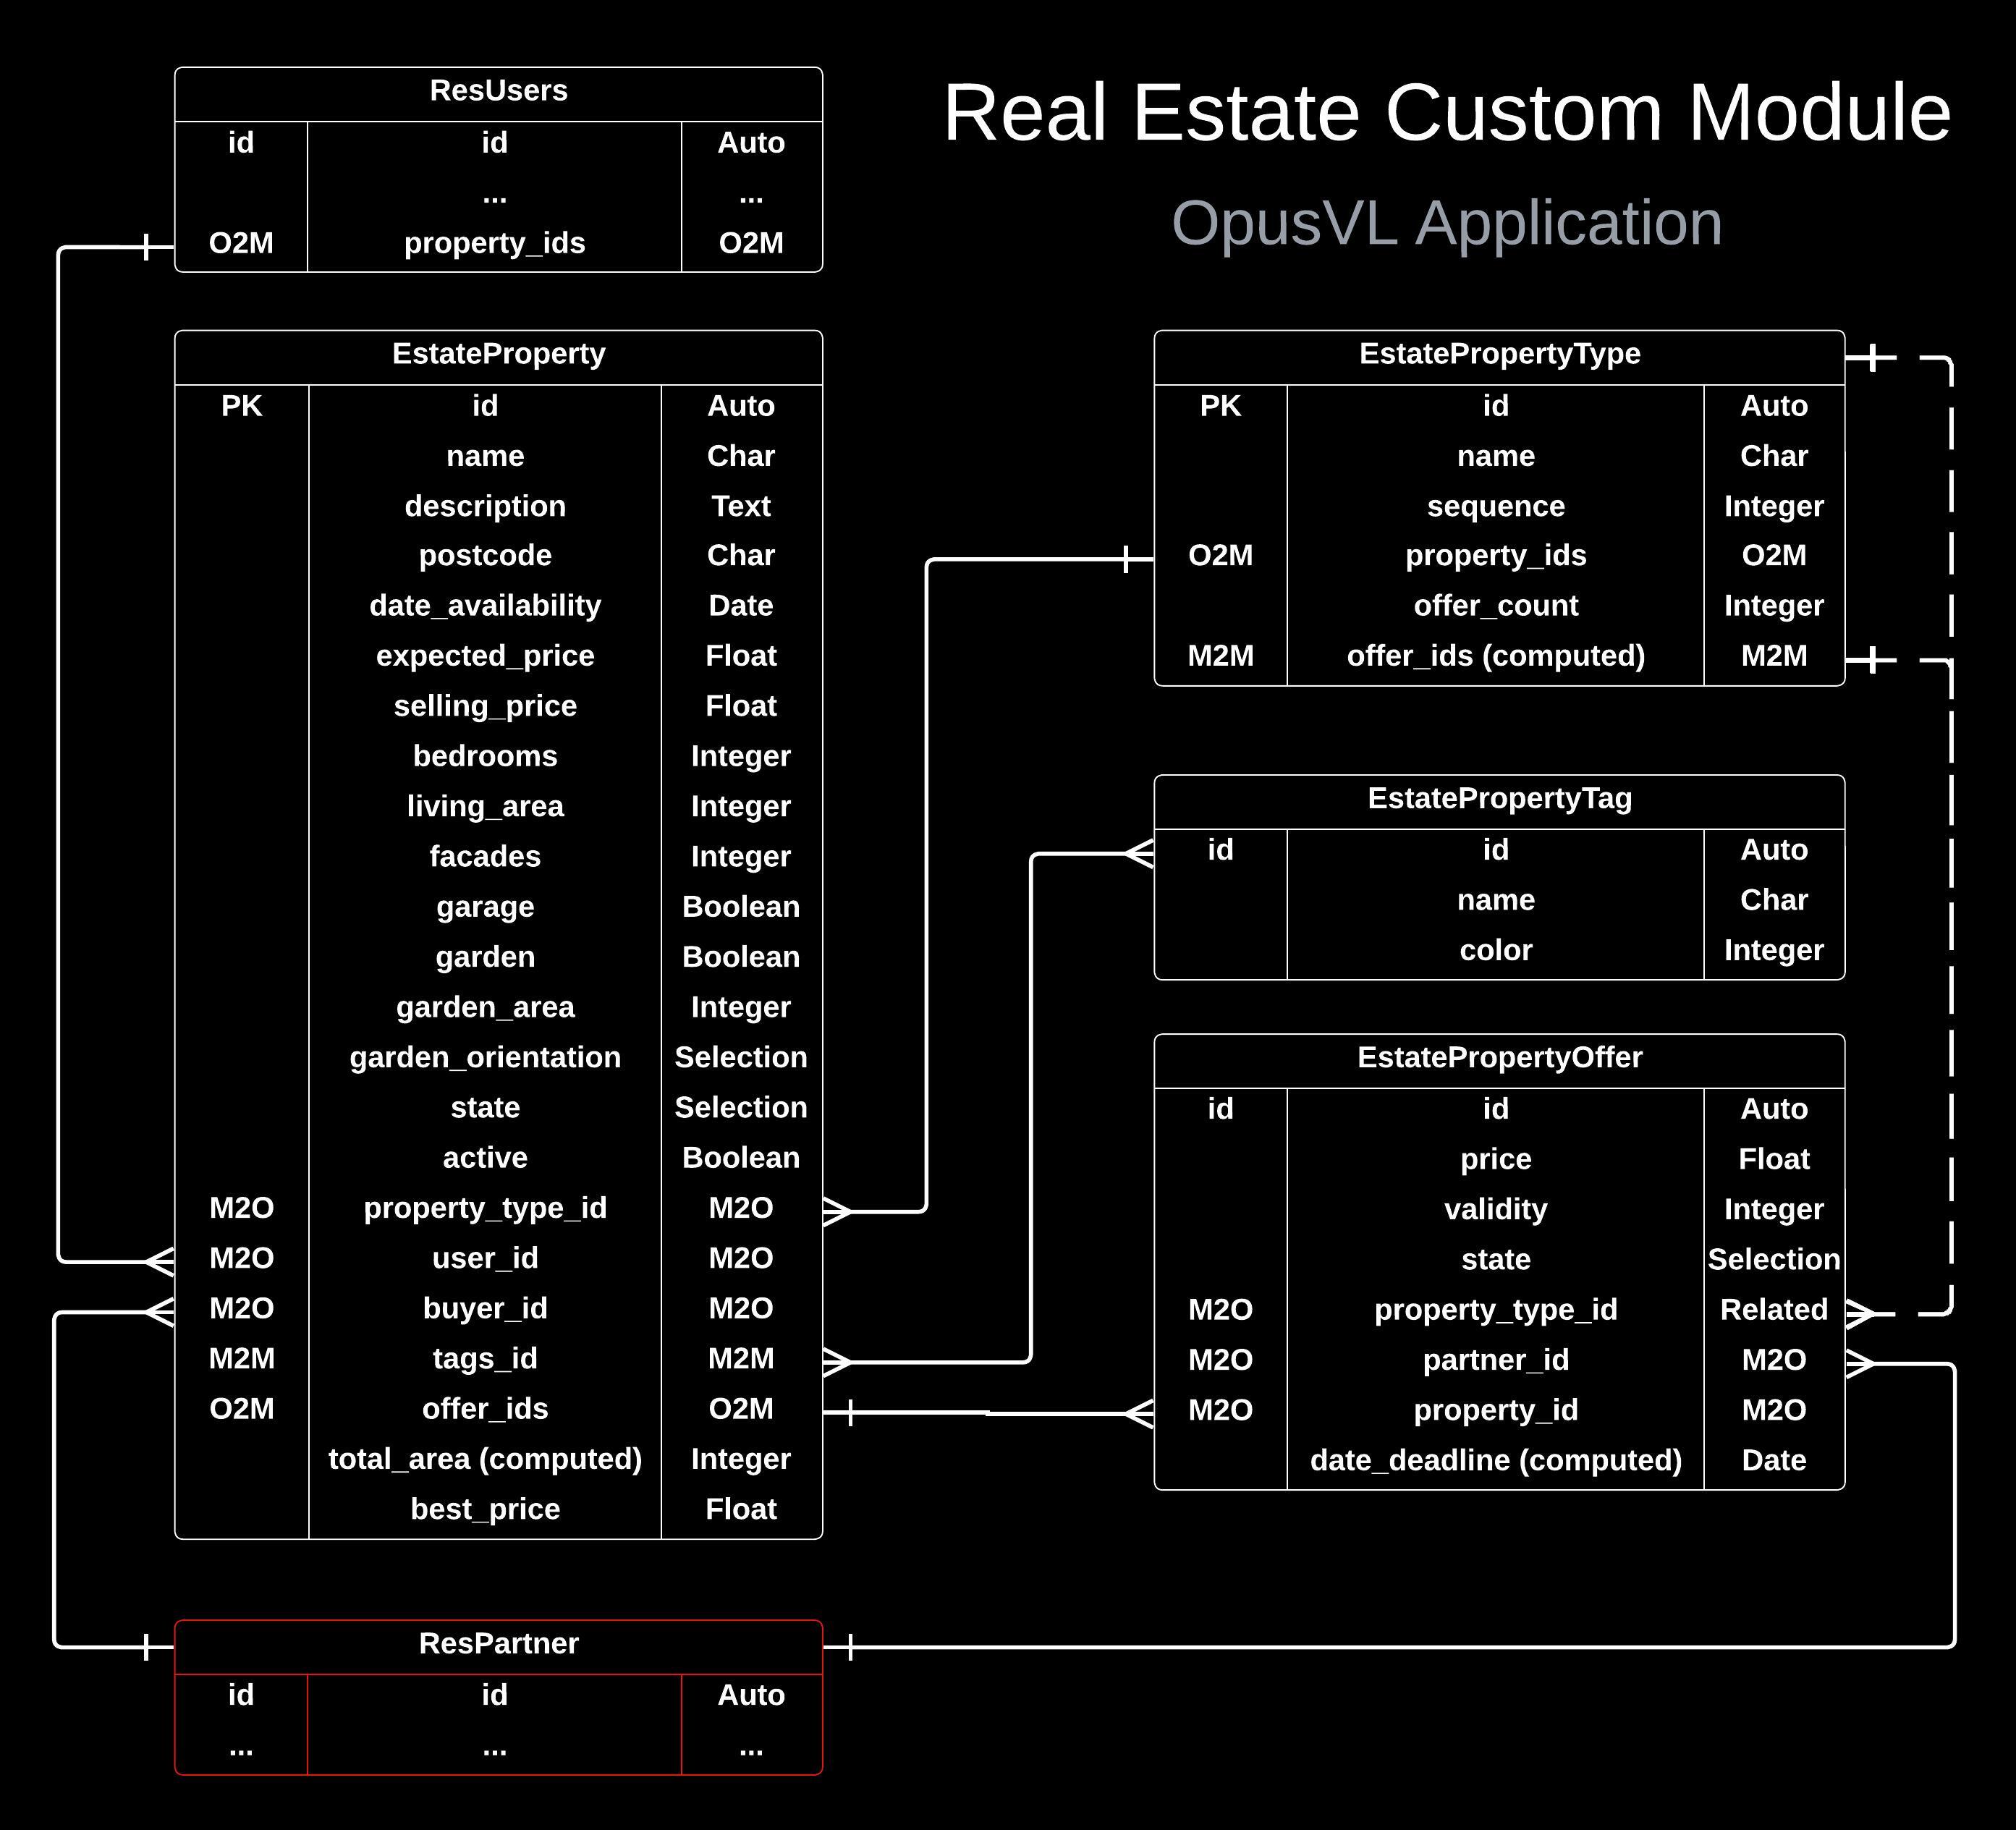 Real Estate Custom Module
OpusVL Application
ResUsers
id id Auto
... ...
O2M property_ids O2M
EstateProperty
PK id Auto
name Char
description Text
postcode Char
date_availability Date
expected_price Float
selling_price Float
bedrooms Integer
living_area Integer
facades Integer
garage Boolean
garden Boolean
garden_area Integer
garden_orientation Selection
state Selection
active Boolean
M2O property_type_id M2O
M2O user_id M2O
M2O buyer_id M2O
M2M tags_id M2M
O2M offer_ids O2M
total_area (computed) Integer
best_price Float
EstatePropertyType
PK id Auto
name Char
sequence Integer
O2M property_ids O2M
offer_count Integer
M2M offer_ids (computed) M2M
EstatePropertyTag
id id Auto
name Char
color Integer
EstatePropertyOffer
id id Auto
price Float
validity Integer
state Selection
M2O property_type_id Related
M2O partner_id M2O
M2O property_id M2O
date_deadline (computed) Date
ResPartner
id id Auto
... ... ...